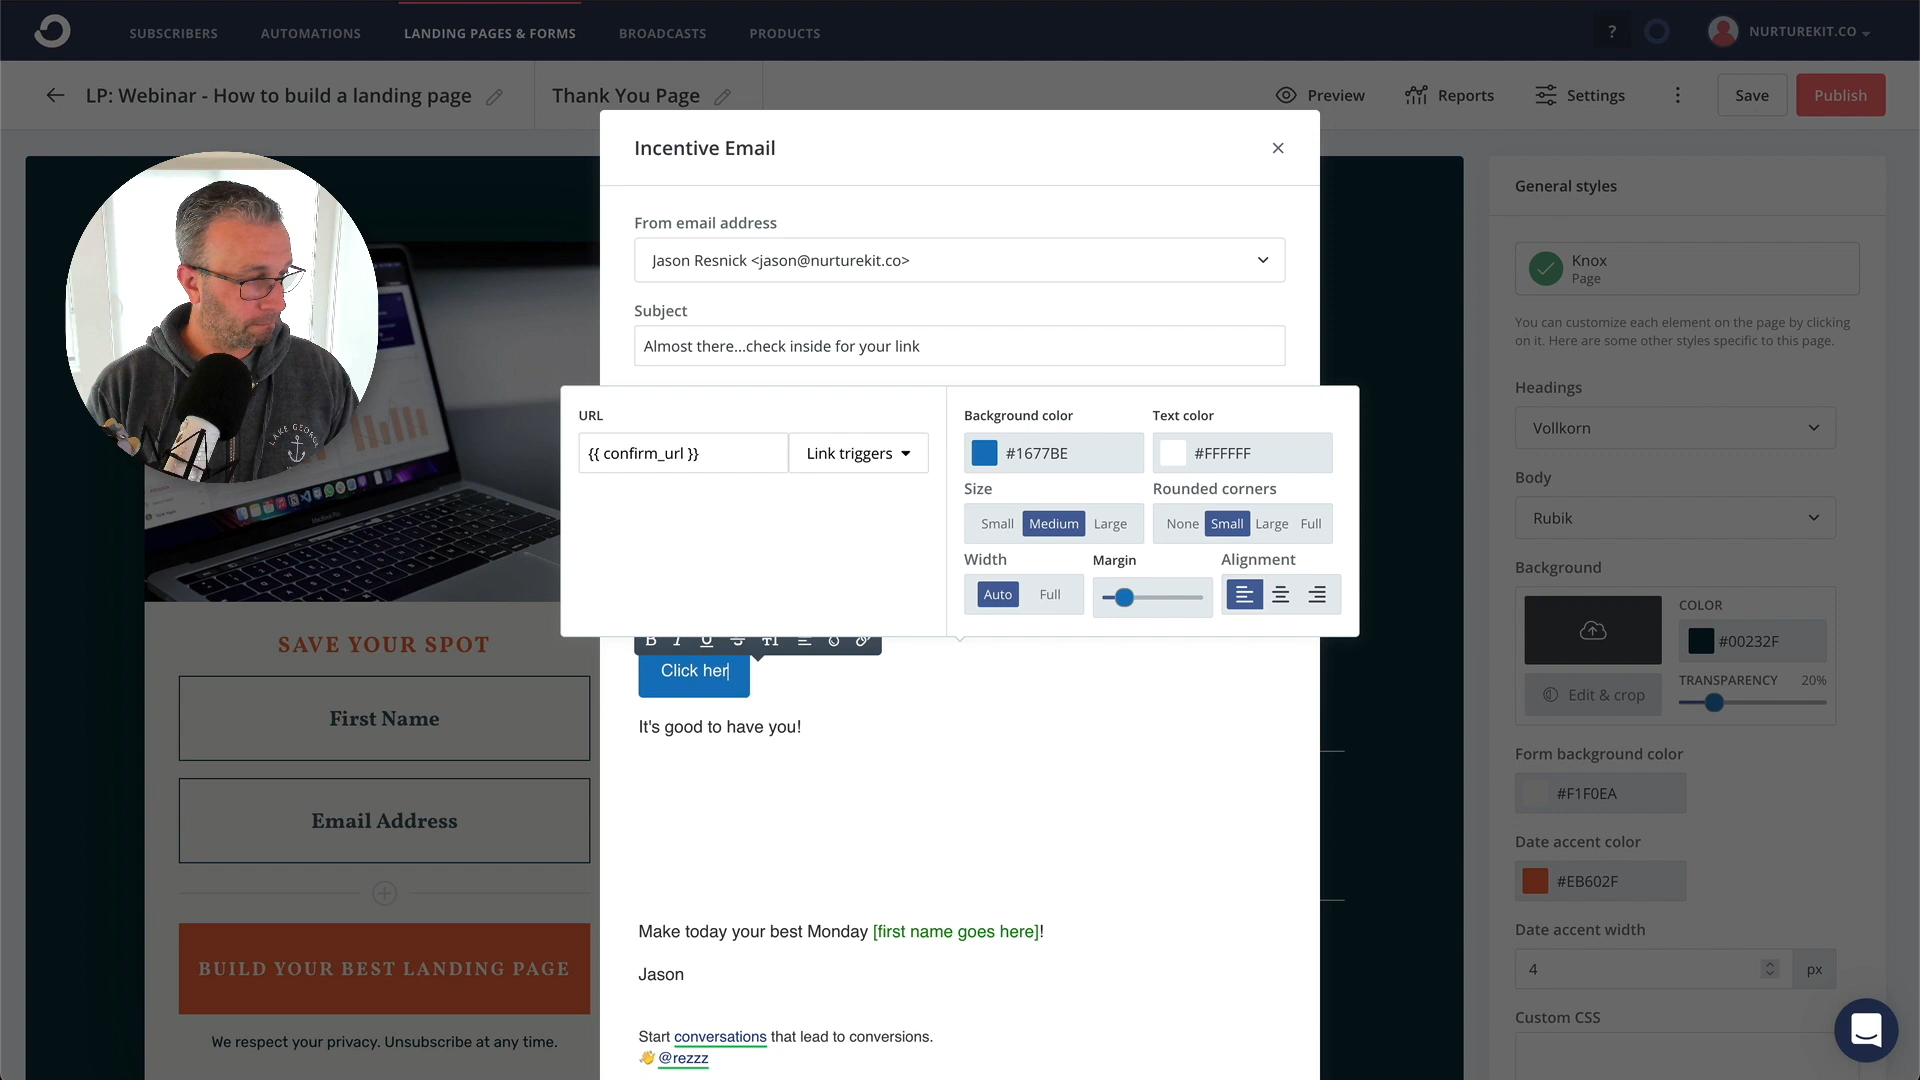 SUBSCRIBERS
AUTOMATIONS
LANDING PAGES & FORMS
BROADCASTS
PRODUCTS
?
NURTUREKIT.CO
LP: Webinar - How to build a landing page
Thank You Page
Preview
Reports
Settings
Save
Publish
Incentive Email
From email address
Jason Resnick <jason@nurturekit.co>
Subject
Almost there...check inside for your link
URL
{{ confirm_url }}
Link triggers
Background color
Text color
#1677BE
#FFFFFF
Size
Rounded corners
Small Medium Large
None Small Large Full
Width
Margin
Alignment
Auto Full
Click her
It's good to have you!
Make today your best Monday [first name goes here]!
Jason
Start conversations that lead to conversions.
👋 @rezzz
LAKE GEORGE
MacBook Pro
SAVE YOUR SPOT
First Name
Email Address
BUILD YOUR BEST LANDING PAGE
We respect your privacy. Unsubscribe at any time.
General styles
Knox
Page
You can customize each element on the page by clicking
on it. Here are some other styles specific to this page.
Headings
Vollkorn
Body
Rubik
Background
COLOR
#00232F
Edit & crop
TRANSPARENCY 20%
Form background color
#F1F0EA
Date accent color
#EB602F
Date accent width
4
px
Custom CSS